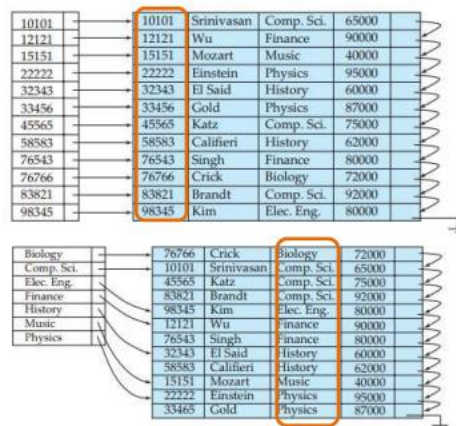 10101 10101 Srinivasan Comp. Sci. 65000
12121 12121 Wu Finance 90000
15151 15151 Mozart Music 40000
22222 22222 Einstein Physics 95000
32343 32343 El Said History 60000
33456 33456 Gold Physics 87000
45565 45565 Katz Comp. Sci. 75000
58583 58583 Califieri History 62000
76543 76543 Singh Finance 80000
76766 76766 Crick Biology 72000
83821 83821 Brandt Comp. Sci. 92000
98345 98345 Kim Elec. Eng. 80000
Biology 76766 Crick Biology 72000
Comp. Sci. 10101 Srinivasan Comp. Sci. 65000
Elec. Eng. 45565 Katz Comp. Sci. 75000
Finance 83821 Brandt Comp. Sci. 92000
History 98345 Kim Elec. Eng. 80000
Music 12121 Wu Finance 90000
Physics 76543 Singh Finance 80000
32343 El Said History 60000
58583 Califieri History 62000
15151 Mozart Music 40000
22222 Einstein Physics 95000
33465 Gold Physics 87000